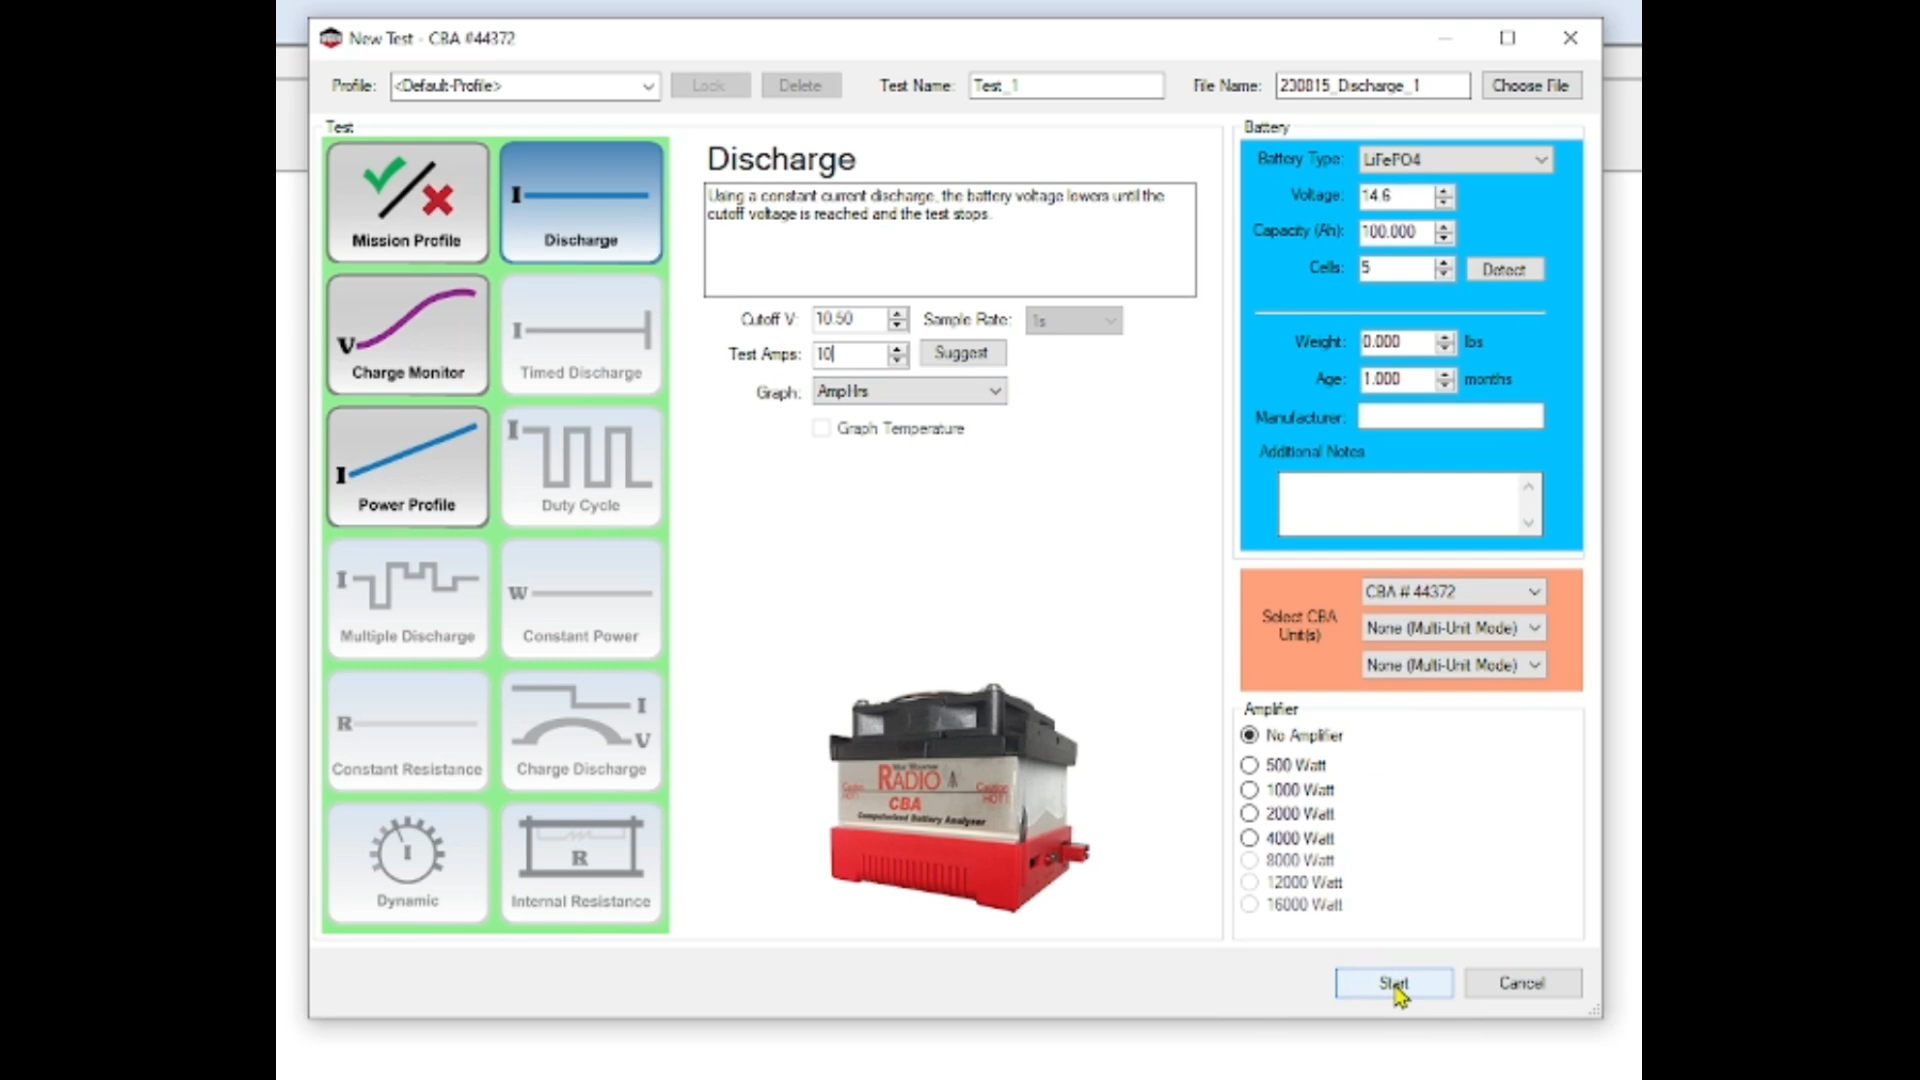 New Test - CBA #44372
Profile: <Default-Profile> Lock Delete Test Name: Test_1 File Name: 230815_Discharge_1 Choose File
Test
Mission Profile
Discharge
Charge Monitor
Timed Discharge
Power Profile
Duty Cycle
Multiple Discharge
Constant Power
Constant Resistance
Charge Discharge
Dynamic
Internal Resistance
I
I
V
I
I
I
I
W
R
I
V
I
R
Discharge
Using a constant current discharge, the battery voltage lowers until the
cutoff voltage is reached and the test stops.
Cutoff V: 10.50 Sample Rate: 1s
Test Amps: 10 Suggest
Graph: AmpHrs
Graph Temperature
RADIO
CBA
Computerized Battery Analyzer
Caution
HOT!
Battery
Battery Type: LiFePO4
Voltage: 14.6
Capacity (Ah): 100.000
Cells: 5 Detect
Weight: 0.000 lbs
Age: 1.000 months
Manufacturer:
Additional Notes
Select CBA
Unit(s)
CBA # 44372
None (Multi-Unit Mode)
None (Multi-Unit Mode)
Amplifier
No Amplifier
500 Watt
1000 Watt
2000 Watt
4000 Watt
8000 Watt
12000 Watt
16000 Watt
Start Cancel